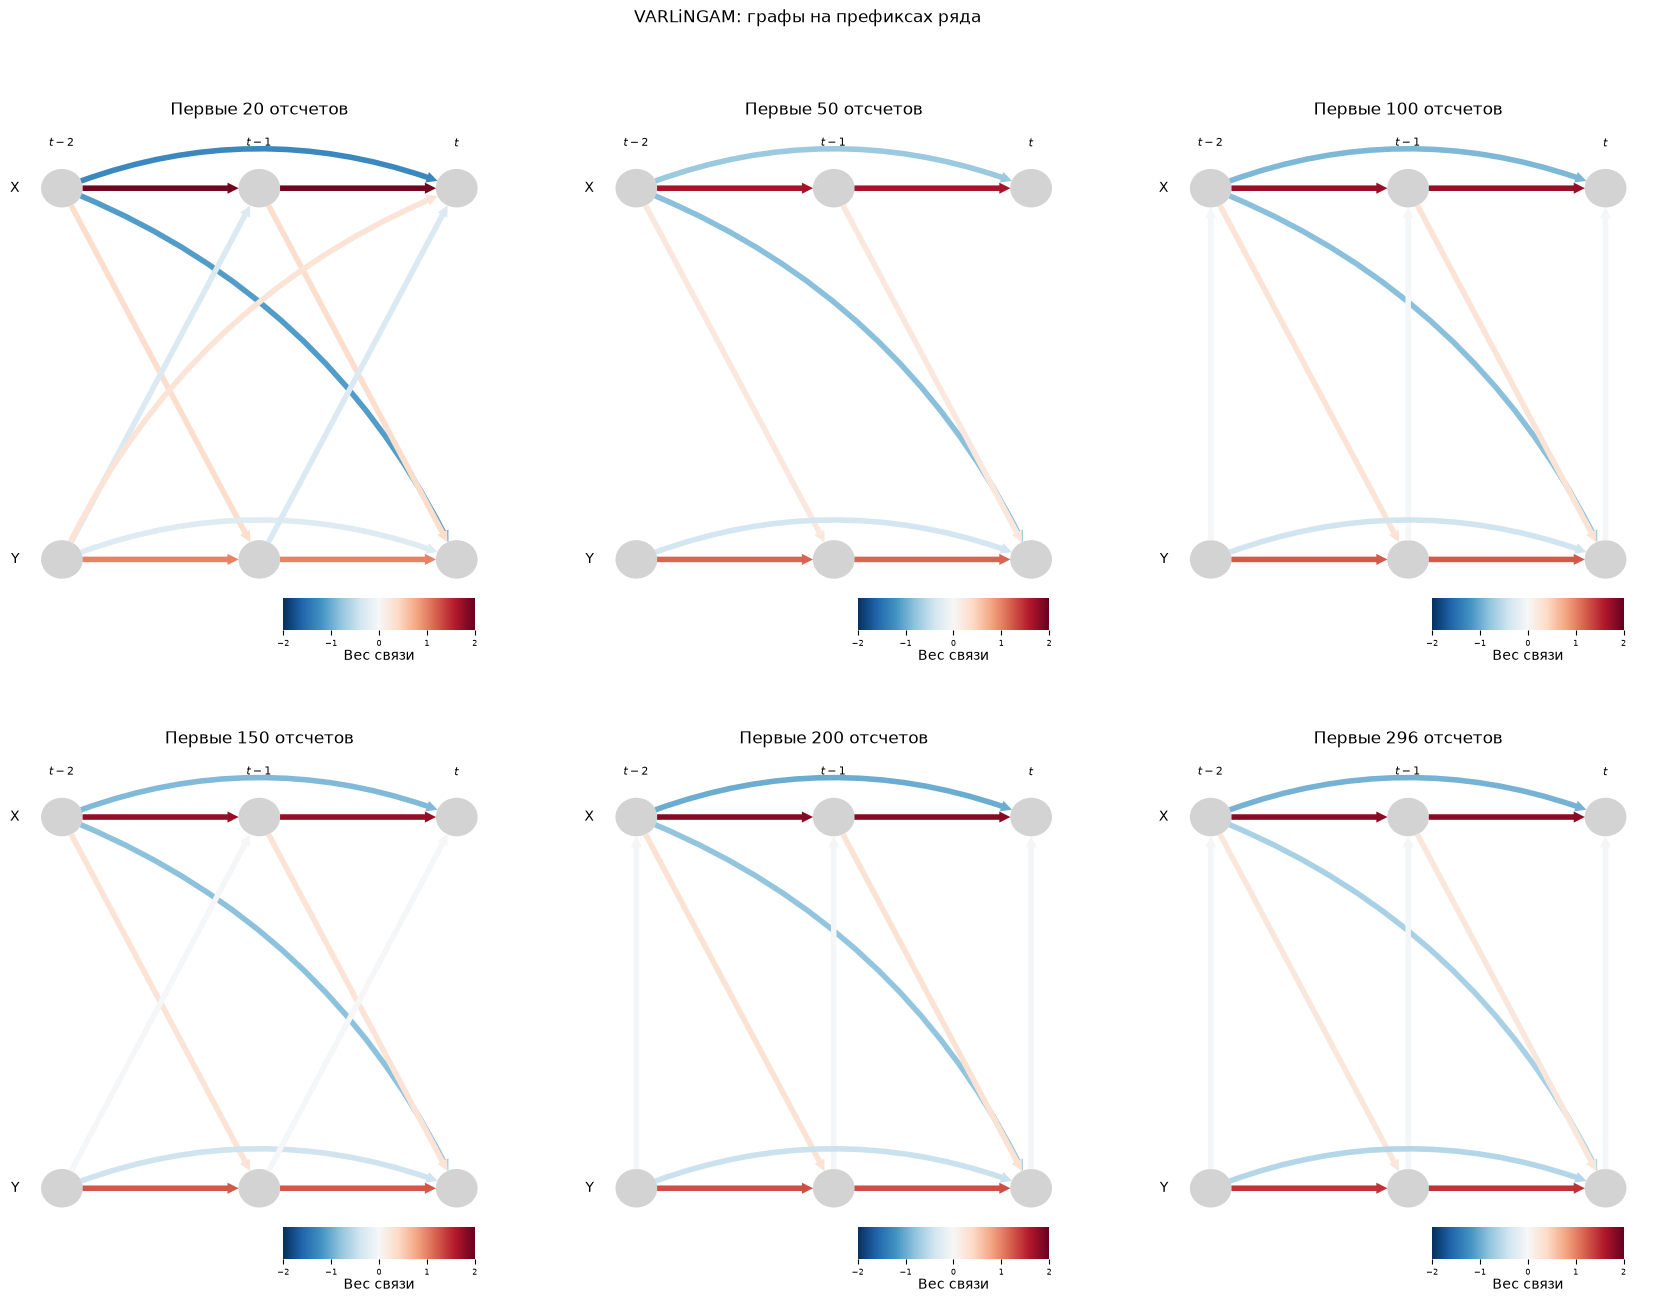 VARLiNGAM: графы на префиксах ряда
Первые 20 отсчетов
t − 2
t − 1
t
X
Y
−2 −1 0 1 2
Вес связи
Первые 50 отсчетов
t − 2
t − 1
t
X
Y
−2 −1 0 1 2
Вес связи
Первые 100 отсчетов
t − 2
t − 1
t
X
Y
−2 −1 0 1 2
Вес связи
Первые 150 отсчетов
t − 2
t − 1
t
X
Y
−2 −1 0 1 2
Вес связи
Первые 200 отсчетов
t − 2
t − 1
t
X
Y
−2 −1 0 1 2
Вес связи
Первые 296 отсчетов
t − 2
t − 1
t
X
Y
−2 −1 0 1 2
Вес связи